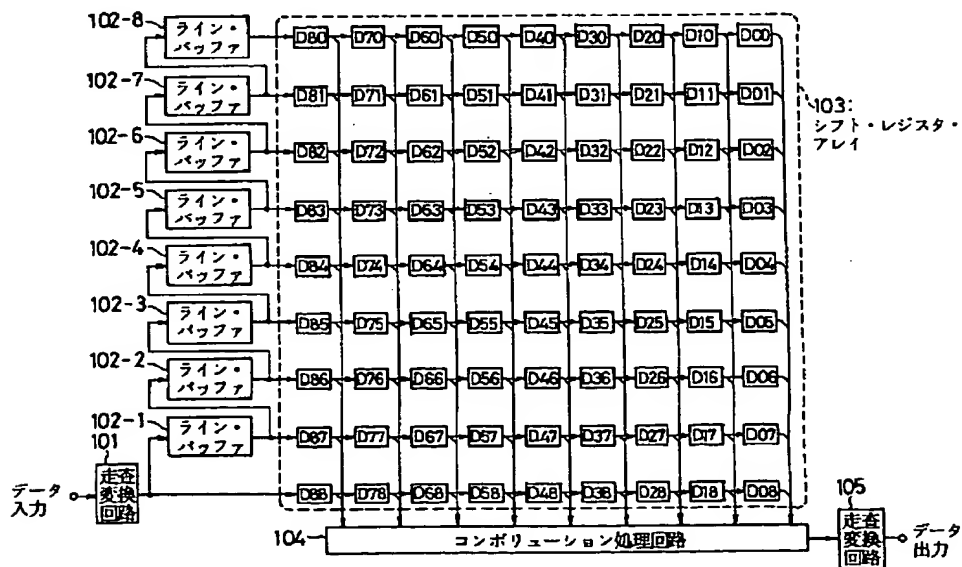 102-8
ライン・
バッファ
D80 D70 D60 D50 D40 D30 D20 D10 D00
102-7
ライン・
バッファ
D81 D71 D61 D51 D41 D31 D21 D11 D01
103:
シフト・レジスタ・
アレイ
102-6
ライン・
バッファ
D82 D72 D62 D52 D42 D32 D22 D12 D02
102-5
ライン・
バッファ
D83 D73 D63 D53 D43 D33 D23 D13 D03
102-4
ライン・
バッファ
D84 D74 D64 D54 D44 D34 D24 D14 D04
102-3
ライン・
バッファ
D85 D75 D65 D55 D45 D35 D25 D15 D05
102-2
ライン・
バッファ
D86 D76 D66 D56 D46 D36 D26 D16 D06
102-1
ライン・
バッファ
D87 D77 D67 D57 D47 D37 D27 D17 D07
101
走査
変換
回路
データ
入力
D88 D78 D68 D58 D48 D38 D28 D18 D08
104
コンボリューション処理回路
105
走査
変換
回路
データ
出力